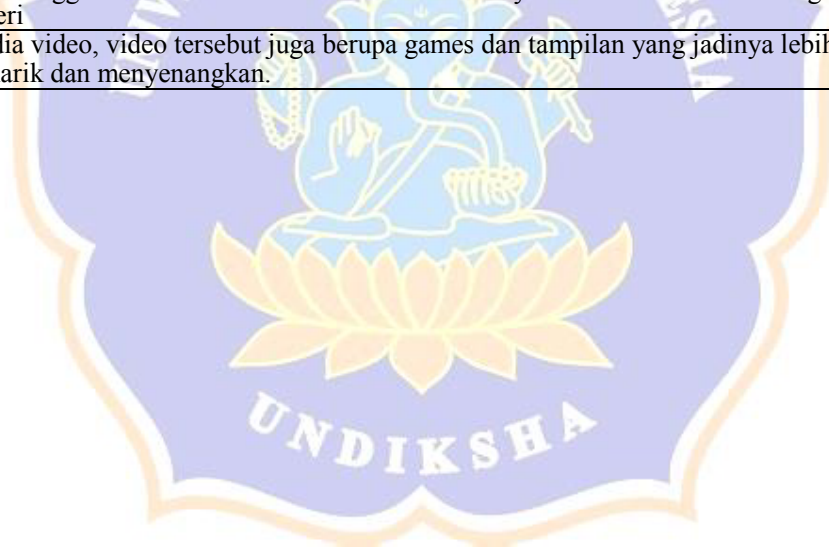 eri
dia video, video tersebut juga berupa games dan tampilan yang jadinya lebih
arik dan menyenangkan.
UNDIKSHA